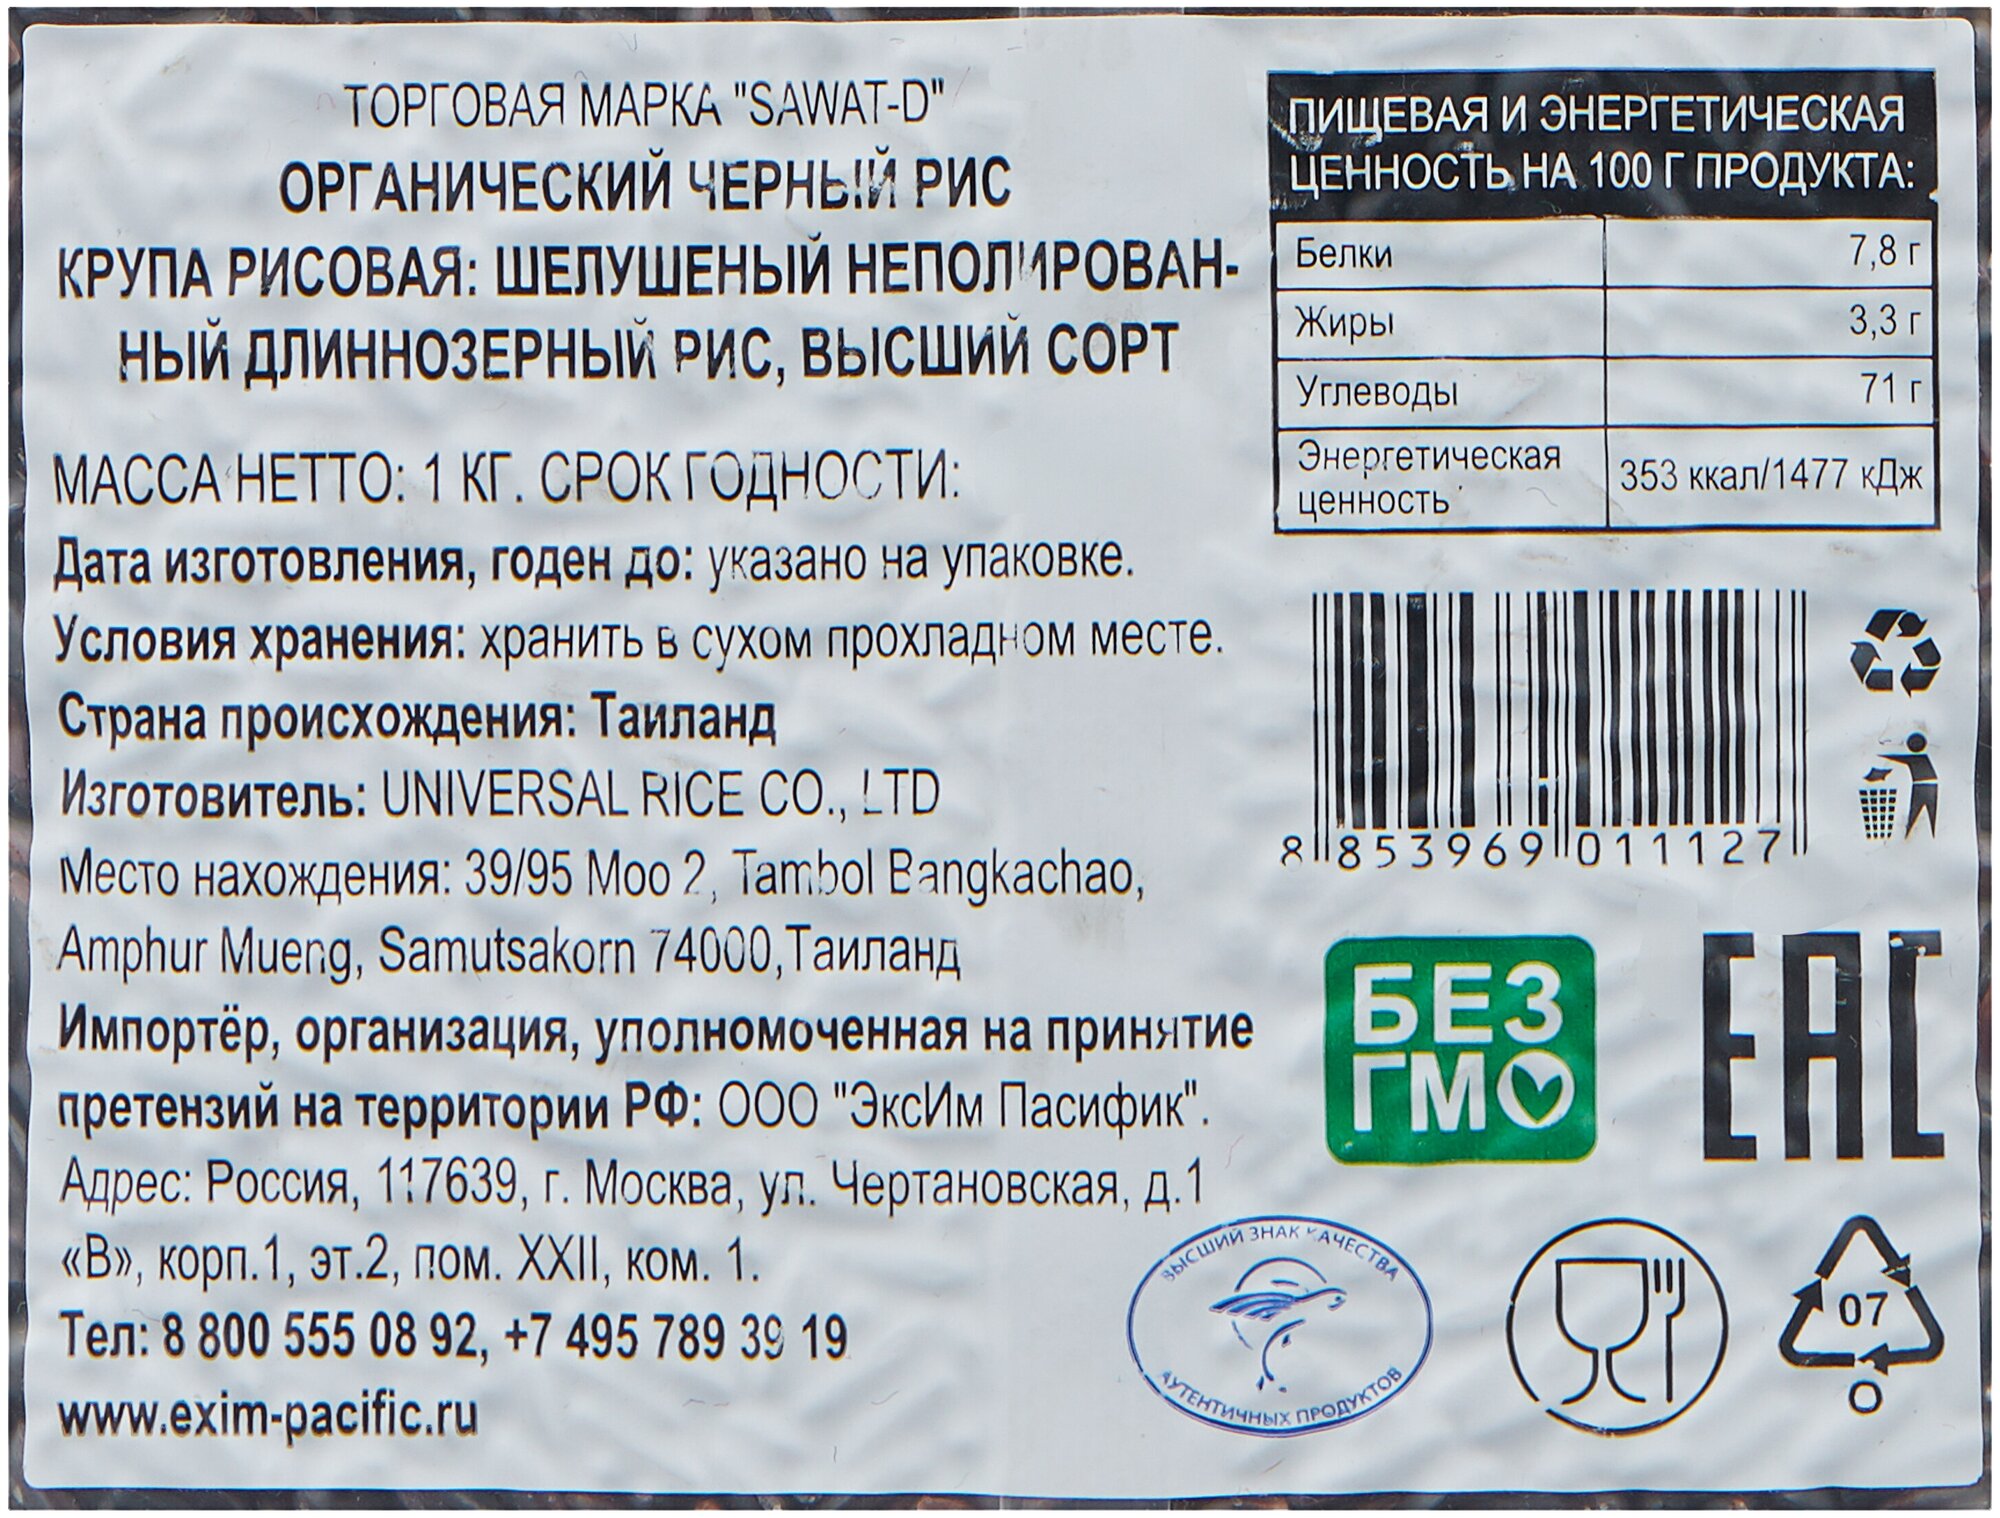 ТОРГОВАЯ МАРКА "SAWAT-D"
ОРГАНИЧЕСКИЙ ЧЕРНЫЙ РИС
КРУПА РИСОВАЯ: ШЕЛУШЕНЫЙ НЕПОЛИРОВАН-
НЫЙ ДЛИННОЗЕРНЫЙ РИС, ВЫСШИЙ СОРТ
МАССА НЕТТО: 1 КГ. СРОК ГОДНОСТИ:
Дата изготовления, годен до: указано на упаковке.
Условия хранения: хранить в сухом прохладном месте.
Страна происхождения: Таиланд
Изготовитель: UNIVERSAL RICE CO., LTD
Место нахождения: 39/95 Moo 2, Tambol Bangkachao,
Amphur Mueng, Samutsakorn 74000,Таиланд
Импортёр, организация, уполномоченная на принятие
претензий на территории РФ: ООО "ЭксИм Пасифик".
Адрес: Россия, 117639, г. Москва, ул. Чертановская, д.1
«В», корп.1, эт.2, пом. XXII, ком. 1.
Тел: 8 800 555 08 92, +7 495 789 39 19
www.exim-pacific.ru
ПИЩЕВАЯ И ЭНЕРГЕТИЧЕСКАЯ
ЦЕННОСТЬ НА 100 Г ПРОДУКТА:
Белки 7,8 г
Жиры 3,3 г
Углеводы 71 г
Энергетическая
ценность 353 ккал/1477 кДж
8 853969 011127
БЕЗ
ГМО
ЕАС
ВЫСШИЙ ЗНАК КАЧЕСТВА
АУТЕНТИЧНЫХ ПРОДУКТОВ
07
O